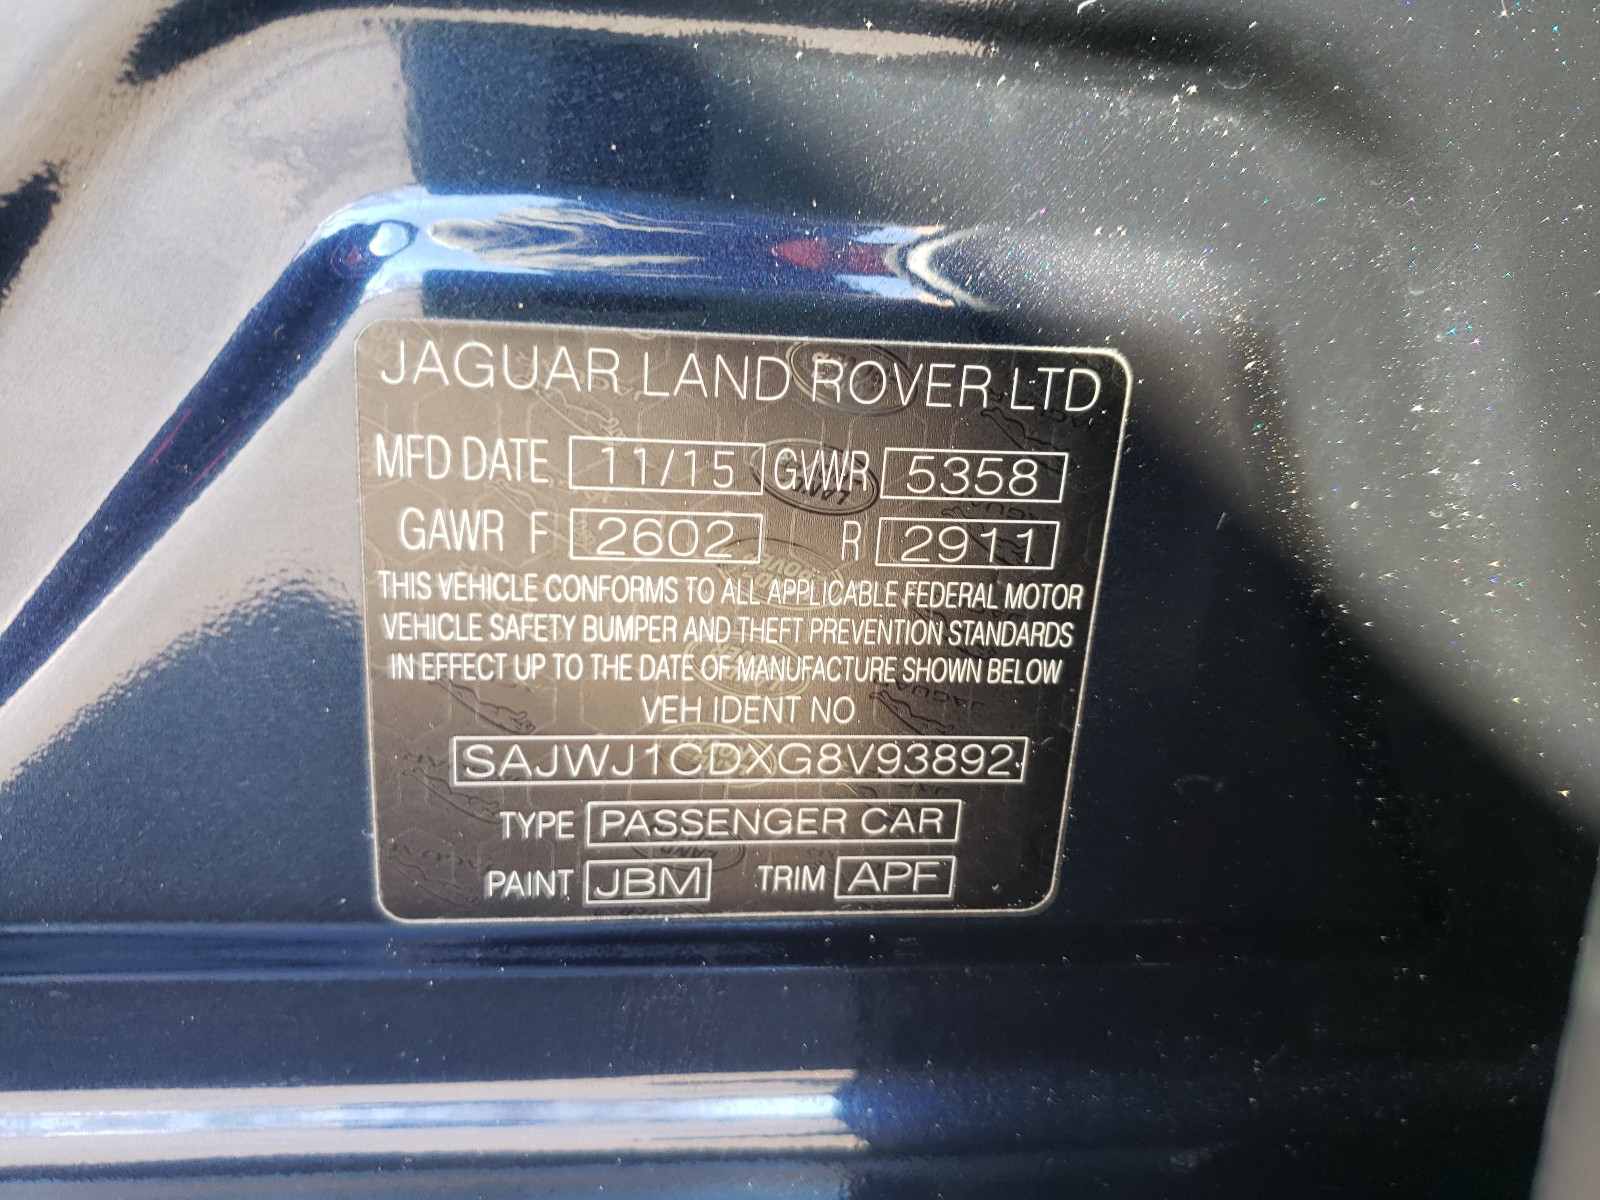 JAGUAR LAND ROVER LTD.
MFD DATE 11/15 GVWR 5358
GAWR F 2602 R 2911
THIS VEHICLE CONFORMS TO ALL APPLICABLE FEDERAL MOTOR
VEHICLE SAFETY BUMPER AND THEFT PREVENTION STANDARDS
IN EFFECT UP TO THE DATE OF MANUFACTURE SHOWN BELOW
VEH IDENT NO.
SAJWJ1CDXG8V93892
TYPE PASSENGER CAR
PAINT JBM TRIM APF